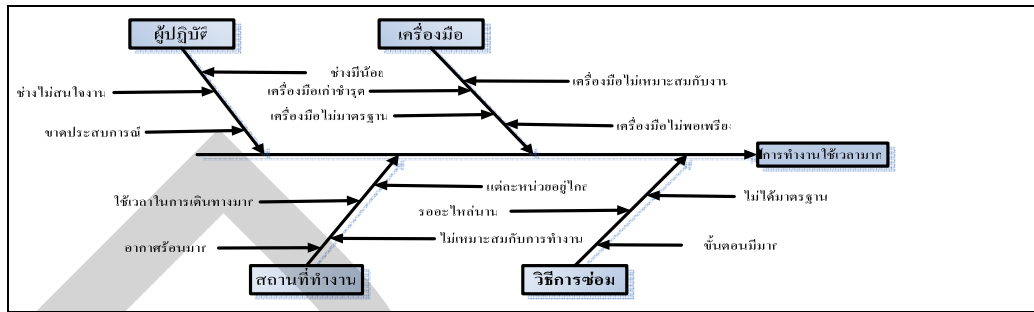 ผู้ปฏิบัติ
เครื่องมือ
ช่างมีน้อย
เครื่องมือไม่เหมาะสมกับงาน
ช่างไม่สนใจงาน
เครื่องมือเก่าชำรุด
เครื่องมือไม่มาตรฐาน
ขาดประสบการณ์
เครื่องมือไม่พอเพรียง
การทำงานใช้เวลามาก
แต่ละหน่วยอยู่ไกล
ไม่ได้มาตรฐาน
ใช้เวลาในการเดินทางมาก
รออะไหล่นาน
ไม่เหมาะสมกับการทำงาน
ขั้นตอนมีมาก
อากาศร้อนมาก
สถานที่ทำงาน
วิธีการซ่อม